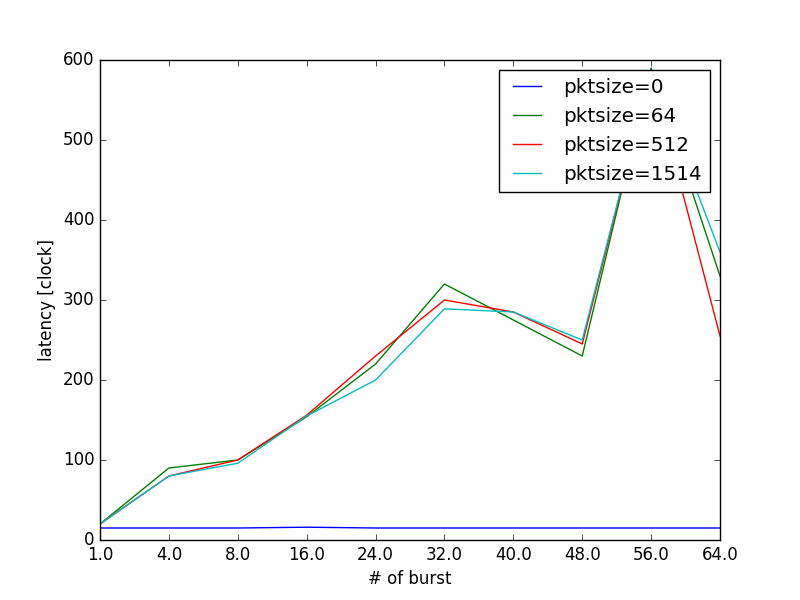 600
500
400
300
200
100
0
latency [clock]
pktsize=0
pktsize=64
pktsize=512
pktsize=1514
1.0 4.0 8.0 16.0 24.0 32.0 40.0 48.0 56.0 64.0
# of burst